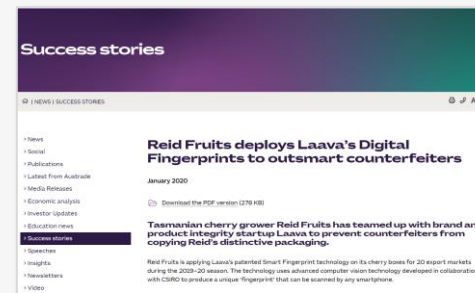 Success stories
| NEWS | SUCCESS STORIES
> News
> Social
> Publications
> Latest from Austrade
> Media Releases
> Economic analysis
> Investor Updates
> Education news
> Success stories
> Speeches
> Insights
> Newsletters
> Video
Reid Fruits deploys Laava's Digital
Fingerprints to outsmart counterfeiters
January 2020
Download the PDF version (278 KB)
Tasmanian cherry grower Reid Fruits has teamed up with brand an
product integrity startup Laava to prevent counterfeiters from
copying Reid's distinctive packaging.
Reid Fruits is applying Laava's patented Smart Fingerprint technology on its cherry boxes for 20 export markets
during the 2019–20 season. The technology uses advanced computer vision technology developed in collaboration
with CSIRO to produce a unique 'fingerprint' that can be scanned by any smartphone.